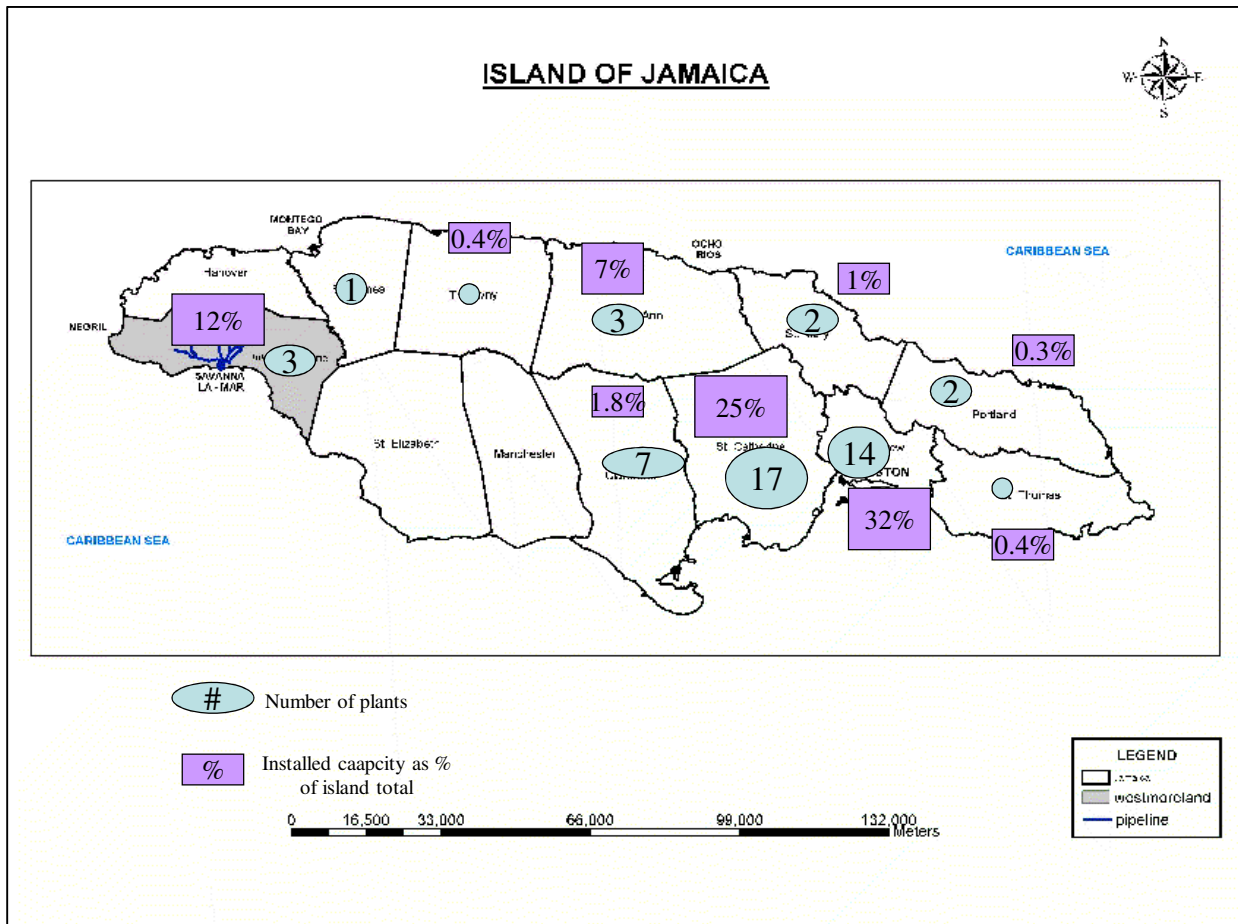 ISLAND OF JAMAICA
N
W
E
S
MONTEGO
BAY
0.4%
OCHO
RIOS
CARIBBEAN SEA
Hanover
7%
1%
1
3
Ann
2
NEGRIL
12%
3
SAVANNA
LA-MAR
0.3%
2
Portland
1.8%
25%
St. Elizabeth
Manchester
7
17
14
32%
Thomas
0.4%
CARIBBEAN SEA
# Number of plants
% Installed caapcity as %
of island total
0 16,500 33,000 66,000 99,000 132,000
Meters
LEGEND
westmoreland
pipeline